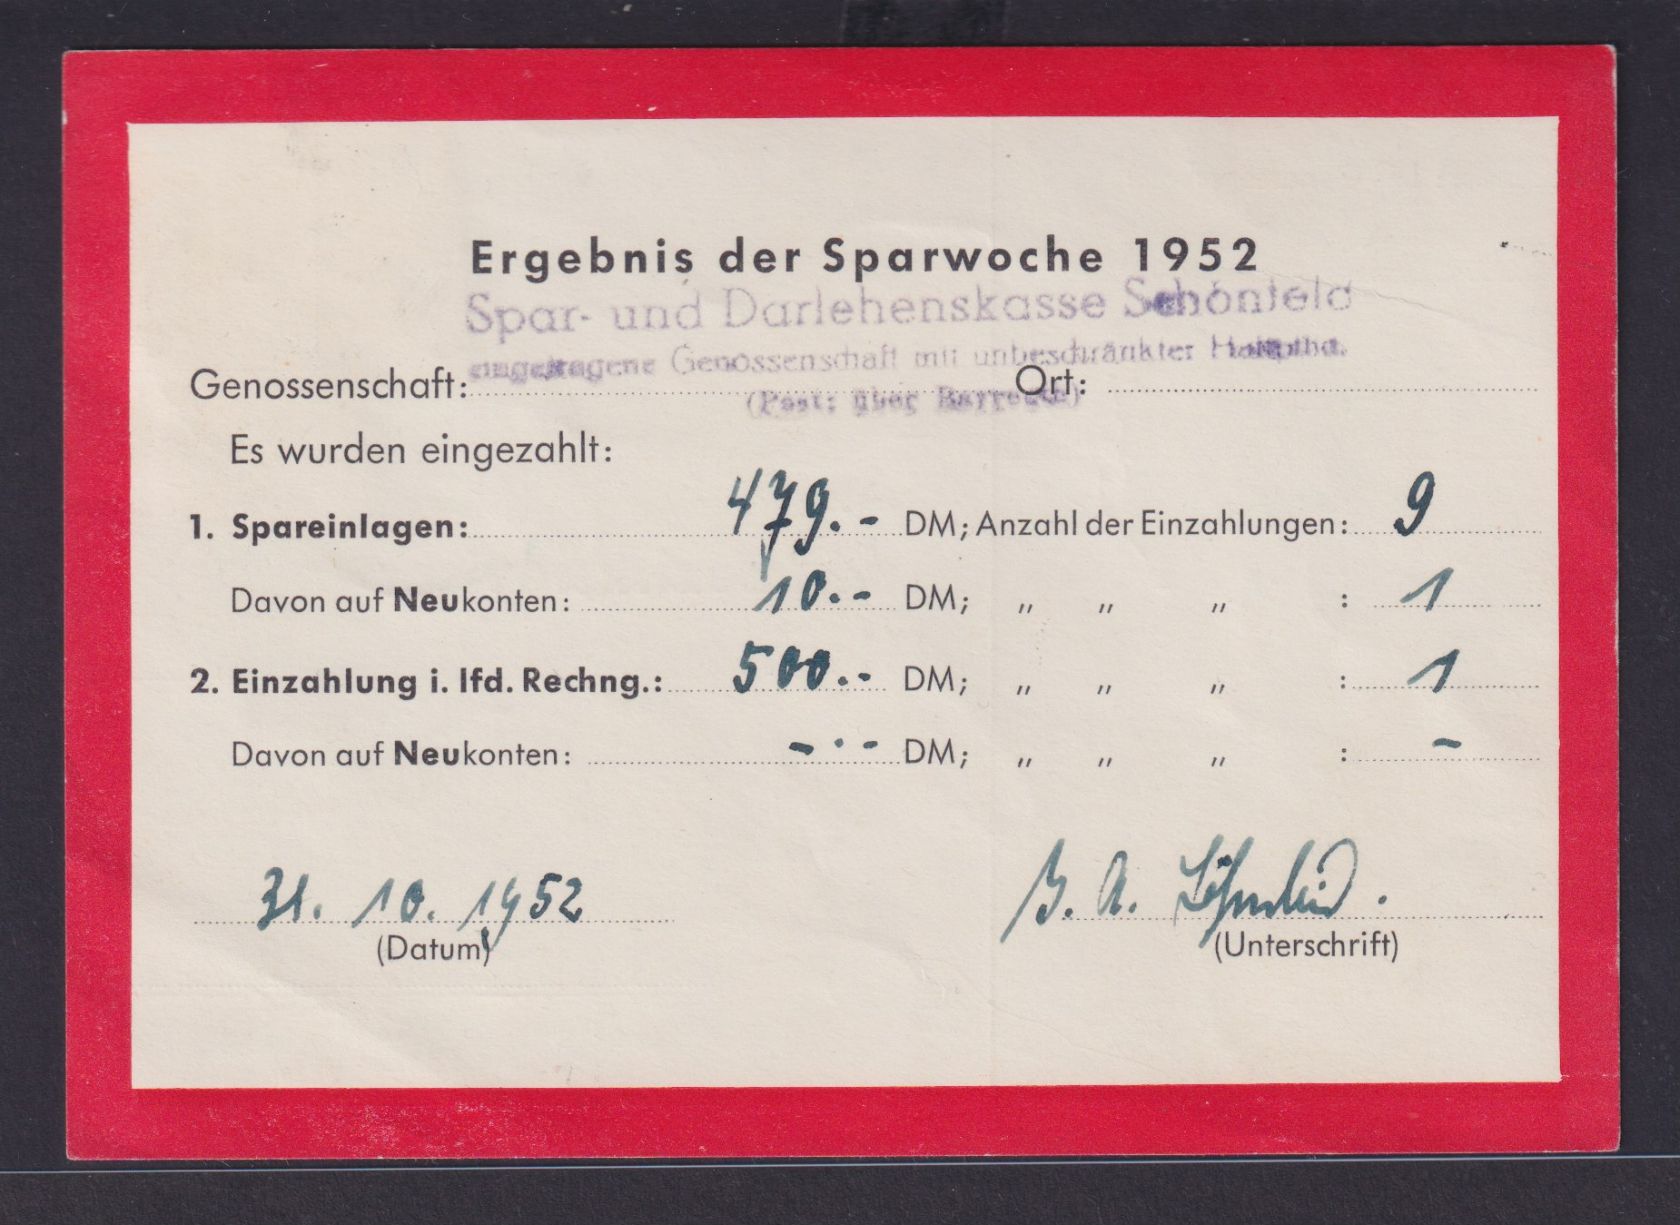 Ergebnis der Sparwoche 1952
Spar- und Darlehenskasse Schönfeld
eingetragene Genossenschaft mit unbeschränkter Haftpfl.
Genossenschaft: Ort:
(Post: über
Es wurden eingezahlt:
1. Spareinlagen: 479.- DM; Anzahl der Einzahlungen: 9
Davon auf Neukonten: 10.- DM; „ „ „ : 1
2. Einzahlung i. lfd. Rechng.: 500.- DM; „ „ „ : 1
Davon auf Neukonten: -.- DM; „ „ „ : -
31. 10. 1952
(Datum) (Unterschrift)